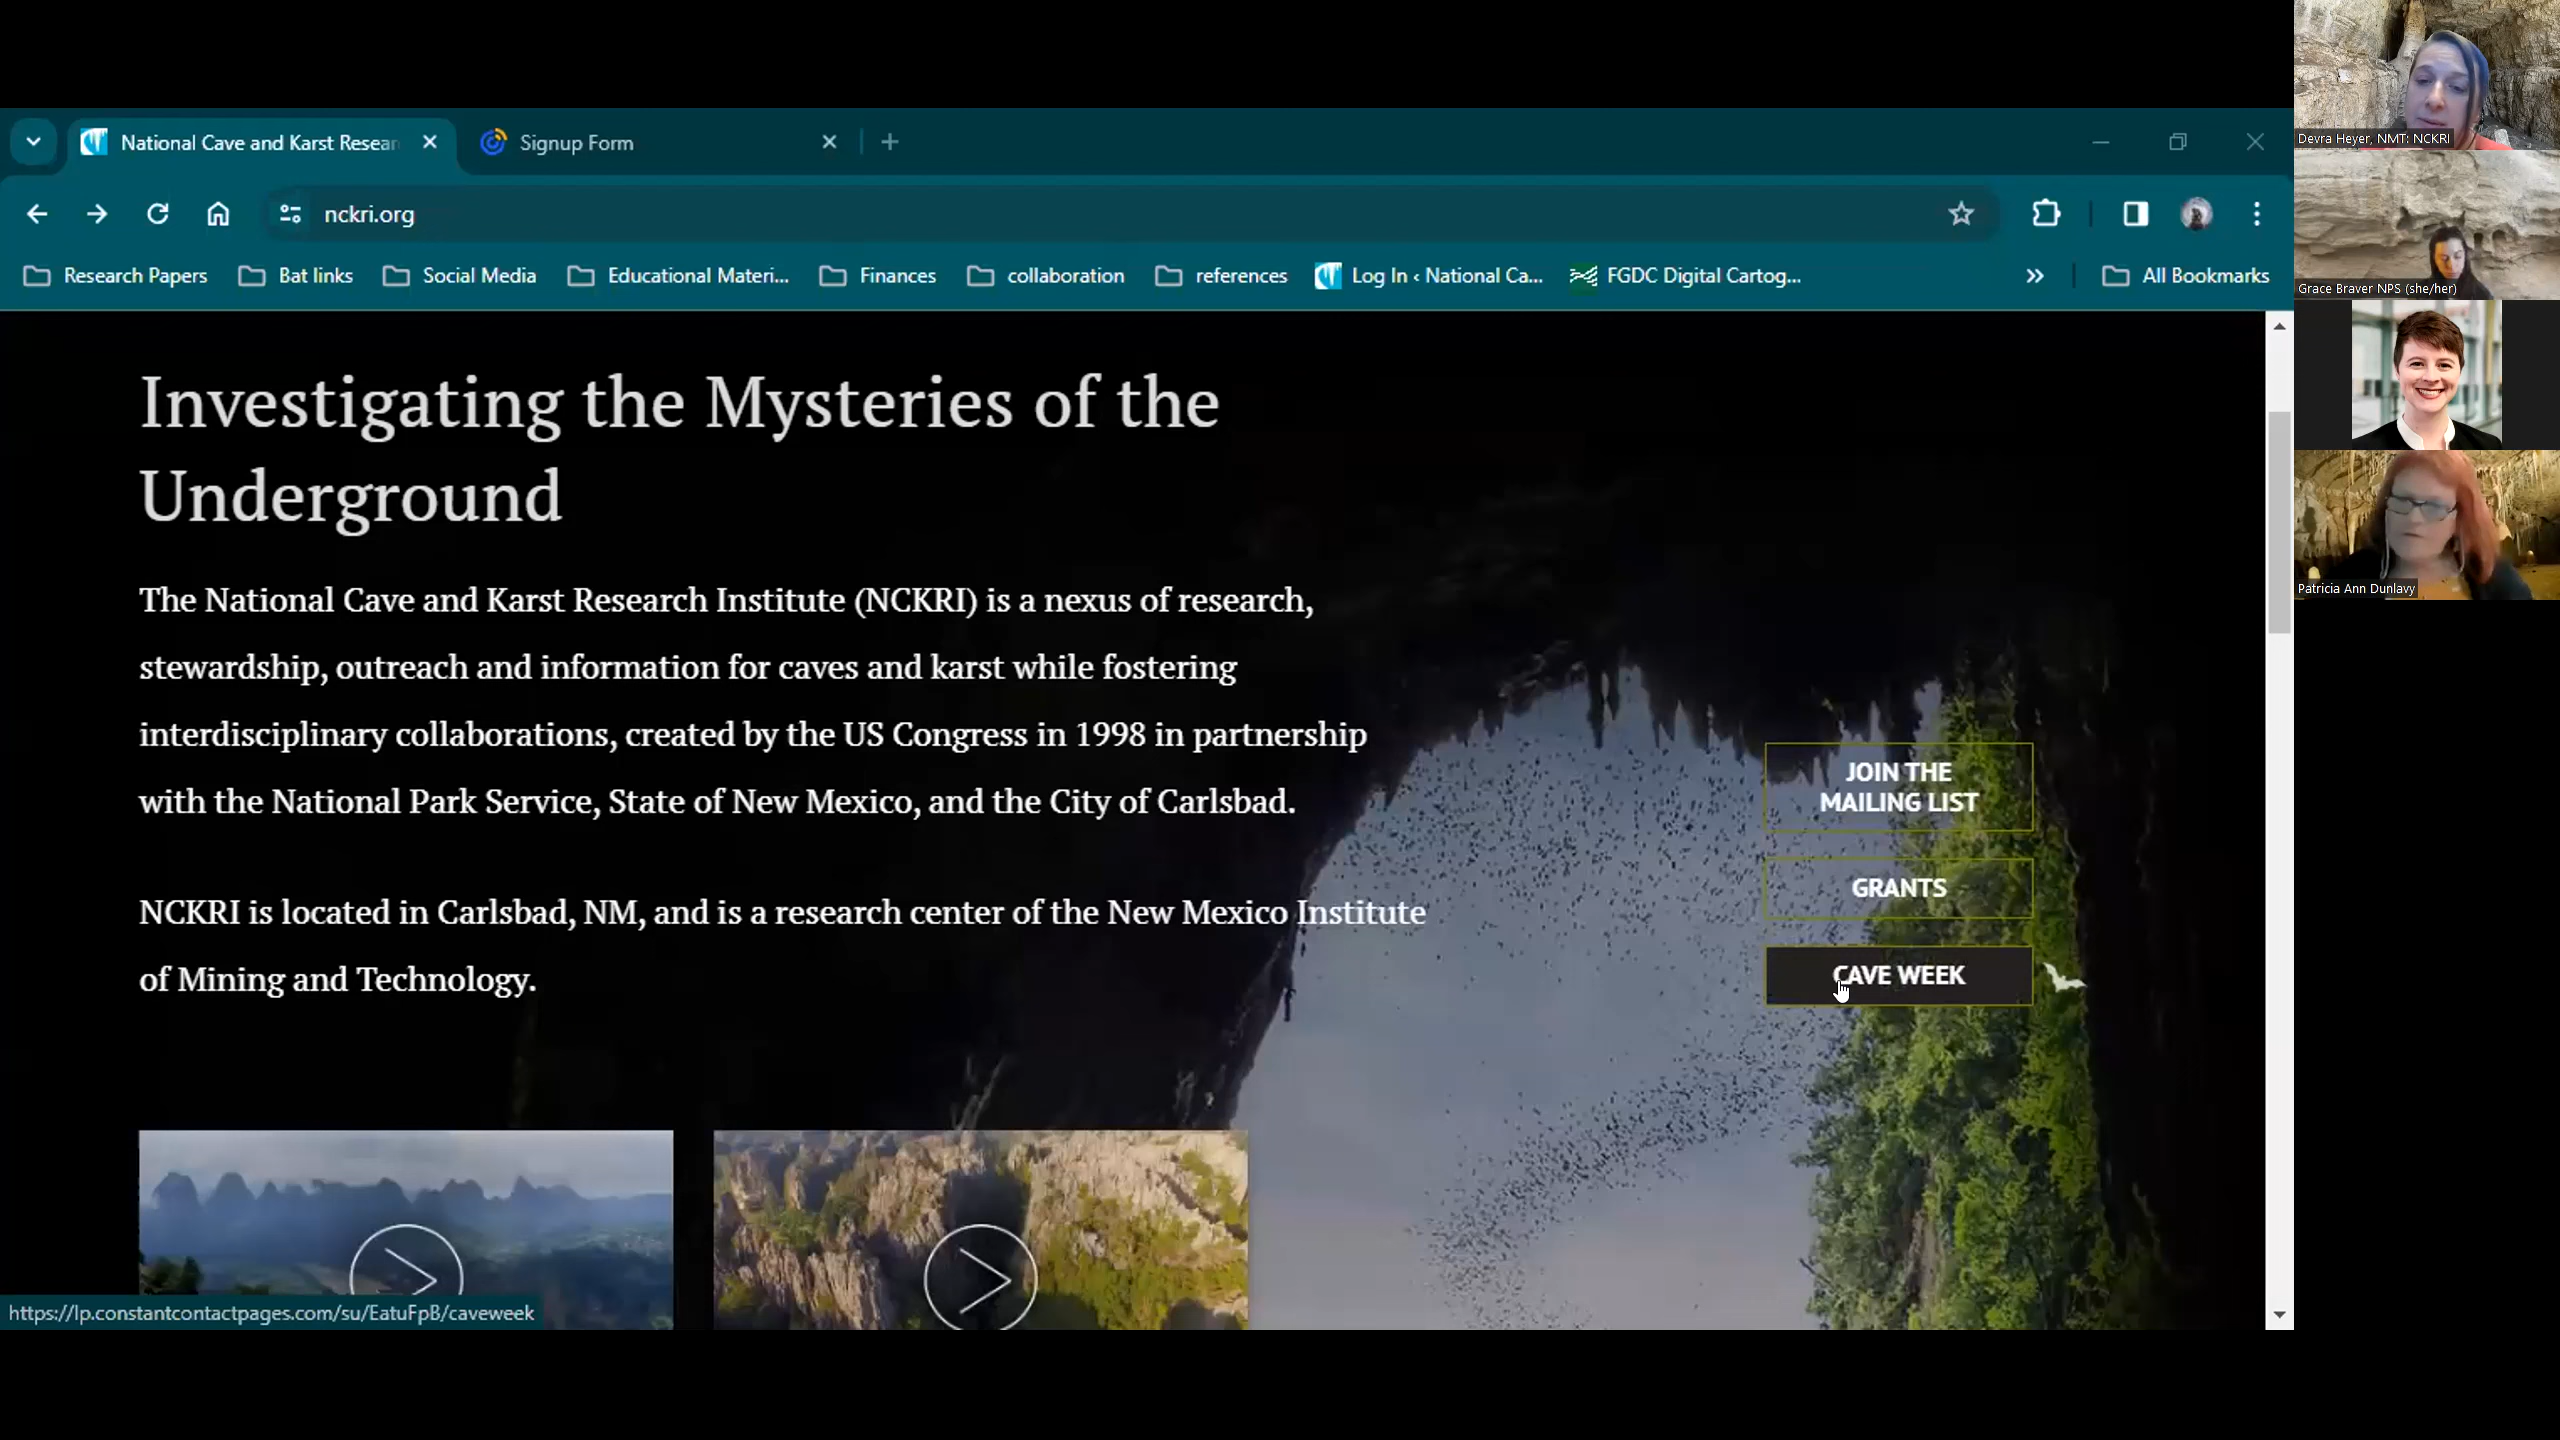 National Cave and Karst Resear
Signup Form
nckri.org
Research Papers
Bat links
Social Media
Educational Materi...
Finances
collaboration
references
Log In ‹ National Ca...
FGDC Digital Cartog...
All Bookmarks
Investigating the Mysteries of the
Underground
The National Cave and Karst Research Institute (NCKRI) is a nexus of research,
stewardship, outreach and information for caves and karst while fostering
interdisciplinary collaborations, created by the US Congress in 1998 in partnership
with the National Park Service, State of New Mexico, and the City of Carlsbad.
NCKRI is located in Carlsbad, NM, and is a research center of the New Mexico Institute
of Mining and Technology.
JOIN THE
MAILING LIST
GRANTS
CAVE WEEK
https://lp.constantcontactpages.com/su/EatuFpB/caveweek
Devra Heyer, NMT: NCKRI
Grace Braver NPS (she/her)
Patricia Ann Dunlavy